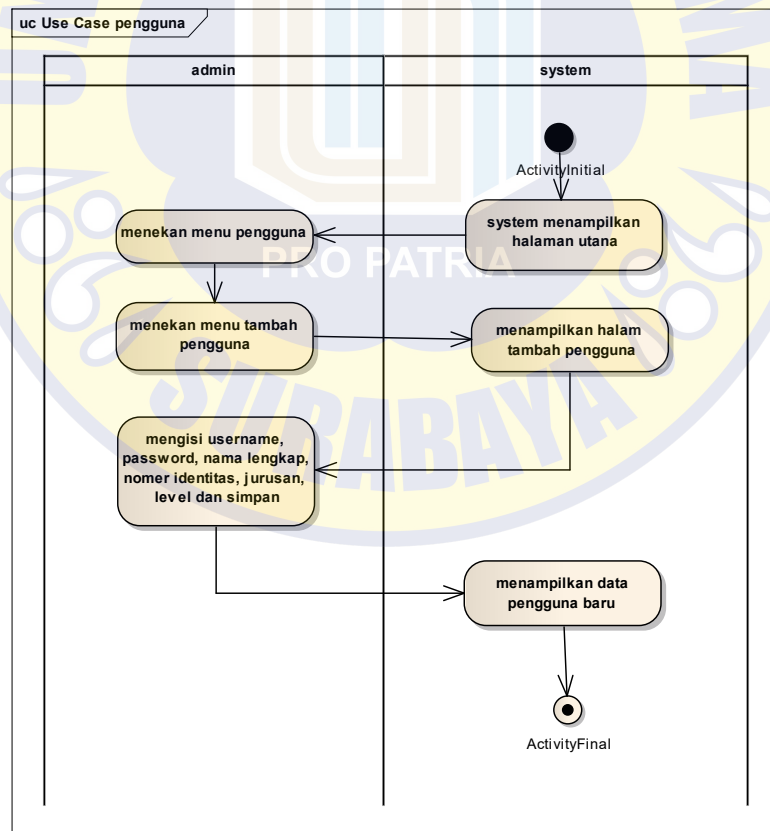 uc Use Case pengguna
admin
system
ActivityInitial
system menampilkan
halaman utana
menekan menu pengguna
PRO PATRIA
menekan menu tambah
pengguna
menampilkan halam
tambah pengguna
SURABAYA
mengisi username,
password, nama lengkap,
nomer identitas, jurusan,
level dan simpan
menampilkan data
pengguna baru
ActivityFinal